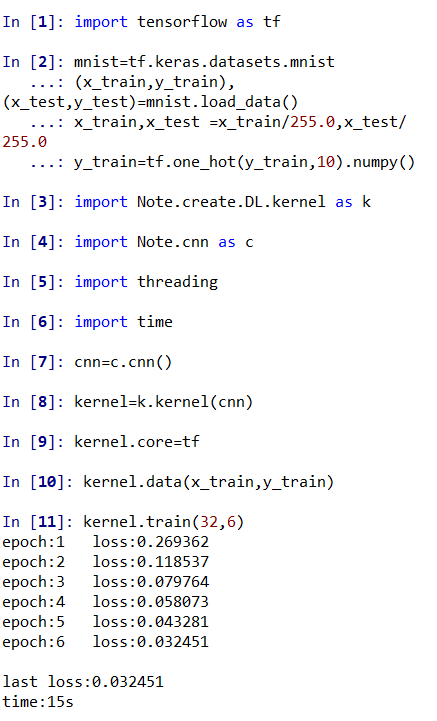 In [1]: import tensorflow as tf
In [2]: mnist=tf.keras.datasets.mnist
...: (x_train,y_train),
(x_test,y_test)=mnist.load_data()
...: x_train,x_test =x_train/255.0,x_test/
255.0
...: y_train=tf.one_hot(y_train,10).numpy()
In [3]: import Note.create.DL.kernel as k
In [4]: import Note.cnn as c
In [5]: import threading
In [6]: import time
In [7]: cnn=c.cnn()
In [8]: kernel=k.kernel(cnn)
In [9]: kernel.core=tf
In [10]: kernel.data(x_train,y_train)
In [11]: kernel.train(32,6)
epoch:1   loss:0.269362
epoch:2   loss:0.118537
epoch:3   loss:0.079764
epoch:4   loss:0.058073
epoch:5   loss:0.043281
epoch:6   loss:0.032451
last loss:0.032451
time:15s